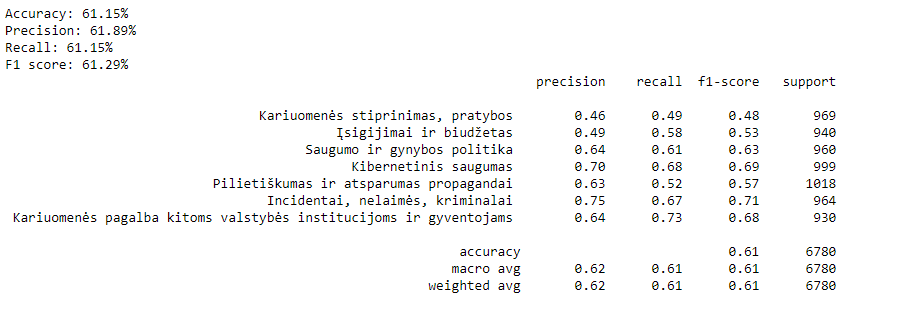 Accuracy: 61.15%
Precision: 61.89%
Recall: 61.15%
F1 score: 61.29%
precision recall f1-score support
Kariuomenės stiprinimas, pratybos 0.46 0.49 0.48 969
Įsigijimai ir biudžetas 0.49 0.58 0.53 940
Saugumo ir gynybos politika 0.64 0.61 0.63 960
Kibernetinis saugumas 0.70 0.68 0.69 999
Pilietiškumas ir atsparumas propagandai 0.63 0.52 0.57 1018
Incidentai, nelaimės, kriminalai 0.75 0.67 0.71 964
Kariuomenės pagalba kitoms valstybės institucijoms ir gyventojams 0.64 0.73 0.68 930
accuracy 0.61 6780
macro avg 0.62 0.61 0.61 6780
weighted avg 0.62 0.61 0.61 6780